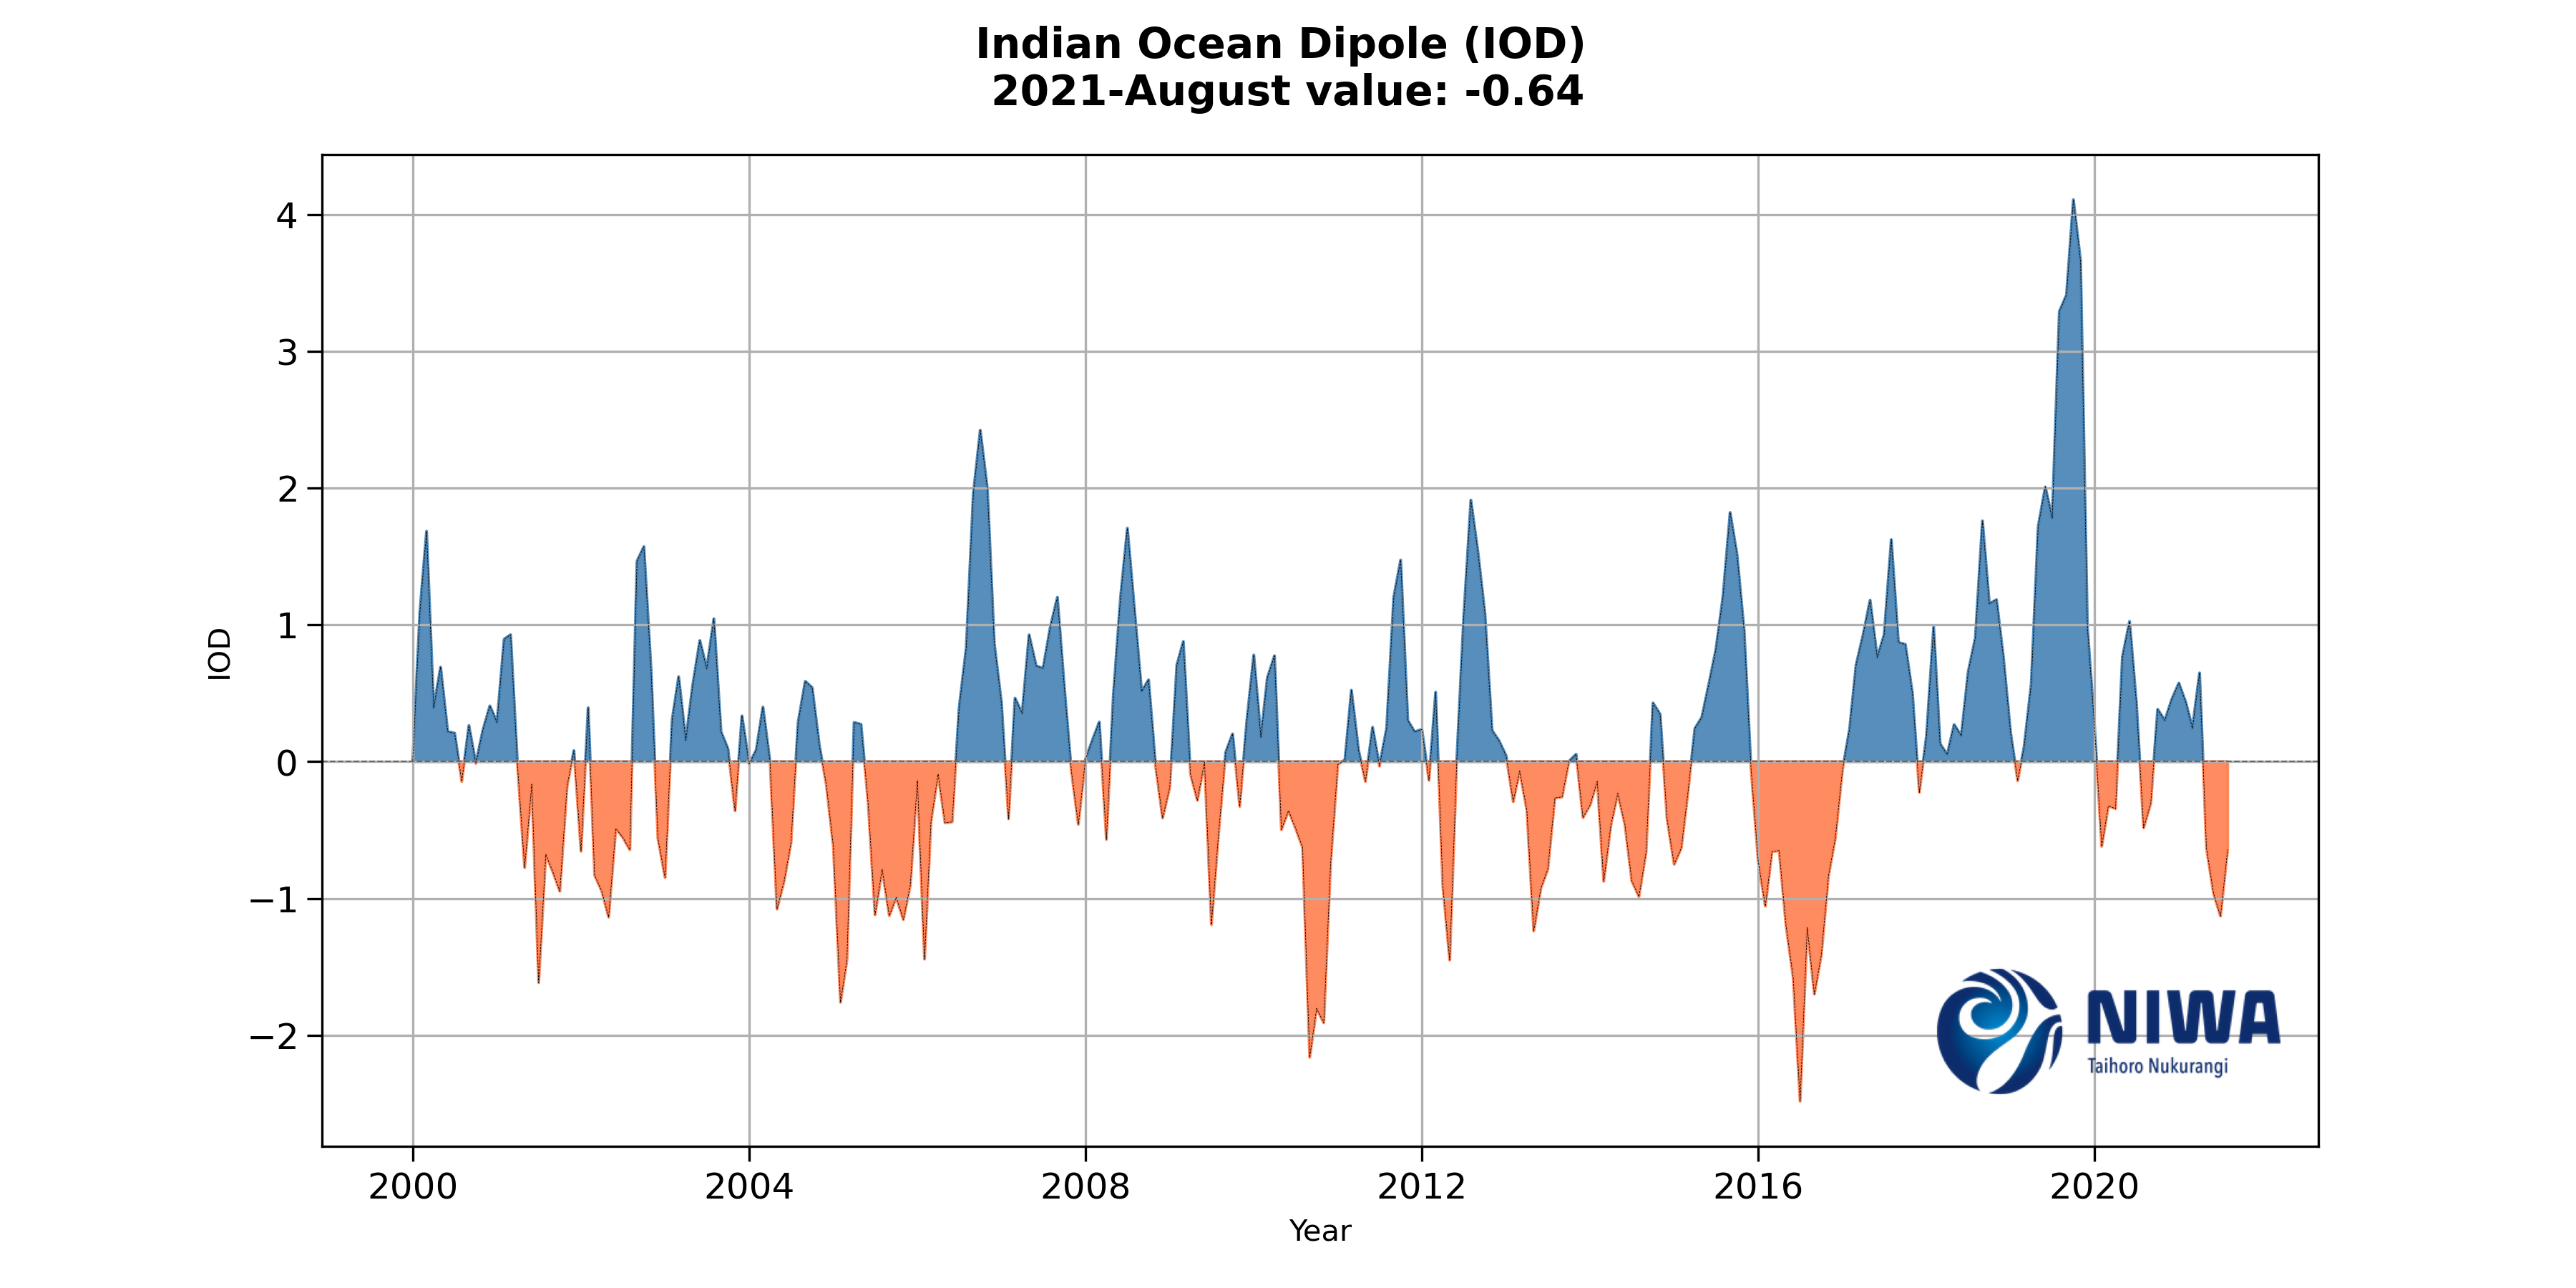 Indian Ocean Dipole (IOD)
2021-August value: -0.64
4
3
2
1
0
−1
−2
IOD
2000
2004
2008
2012
2016
2020
Year
NIWA
Taihoro Nukurangi